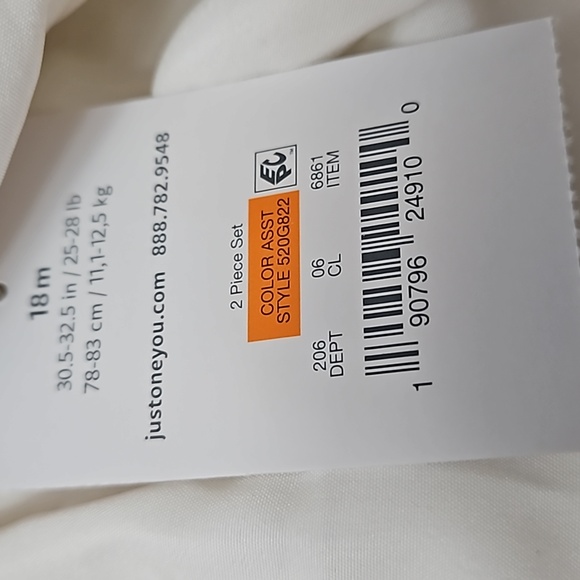 18m
30.5-32.5 in / 25-28 lb
78-83 cm / 11,1-12,5 kg
justoneyou.com 888.782.9548
2 Piece Set
COLOR ASST
STYLE 520G822
EPC
206 06 6861
DEPT CL ITEM
1 90796 24910 0